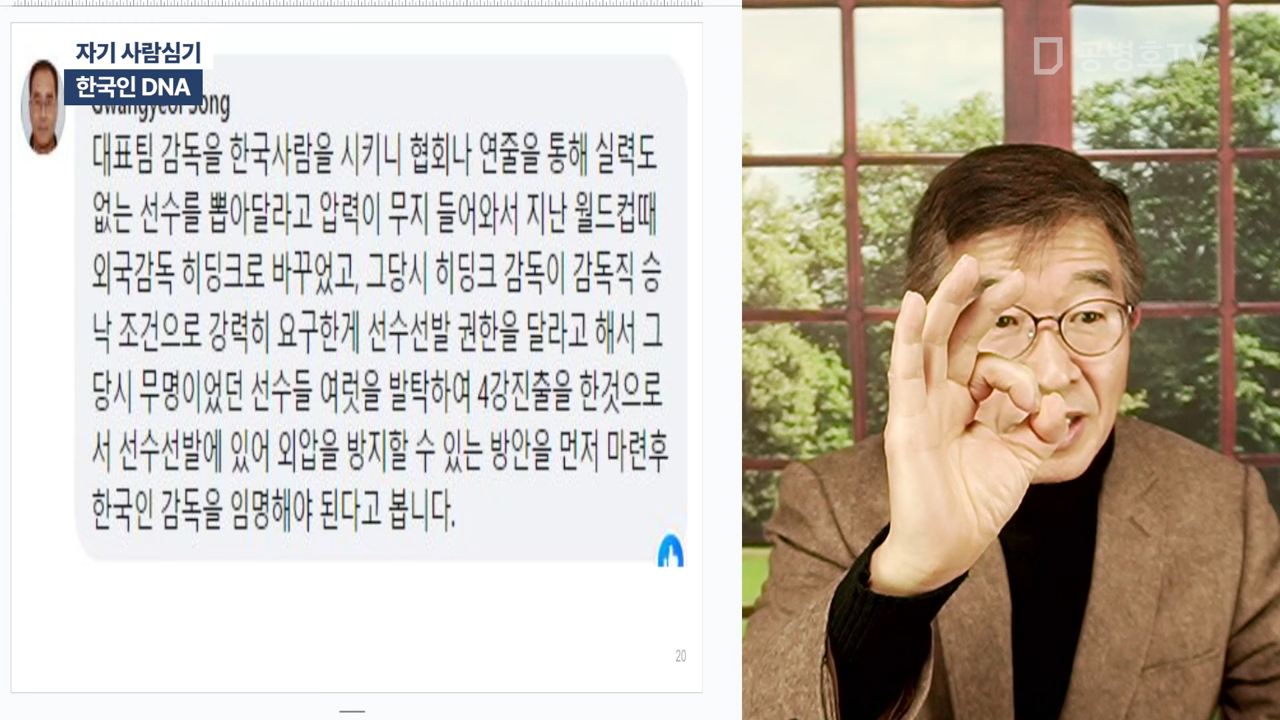 자기 사람심기
한국인 DNA
Gwangyeol Song
대표팀 감독을 한국사람을 시키니 협회나 연줄을 통해 실력도
없는 선수를 뽑아달라고 압력이 무지 들어와서 지난 월드컵때
외국감독 히딩크로 바꾸었고, 그당시 히딩크 감독이 감독직 승
낙 조건으로 강력히 요구한게 선수선발 권한을 달라고 해서 그
당시 무명이었던 선수들 여럿을 발탁하여 4강진출을 한것으로
서 선수선발에 있어 외압을 방지할 수 있는 방안을 먼저 마련후
한국인 감독을 임명해야 된다고 봅니다.
20
공병호TV